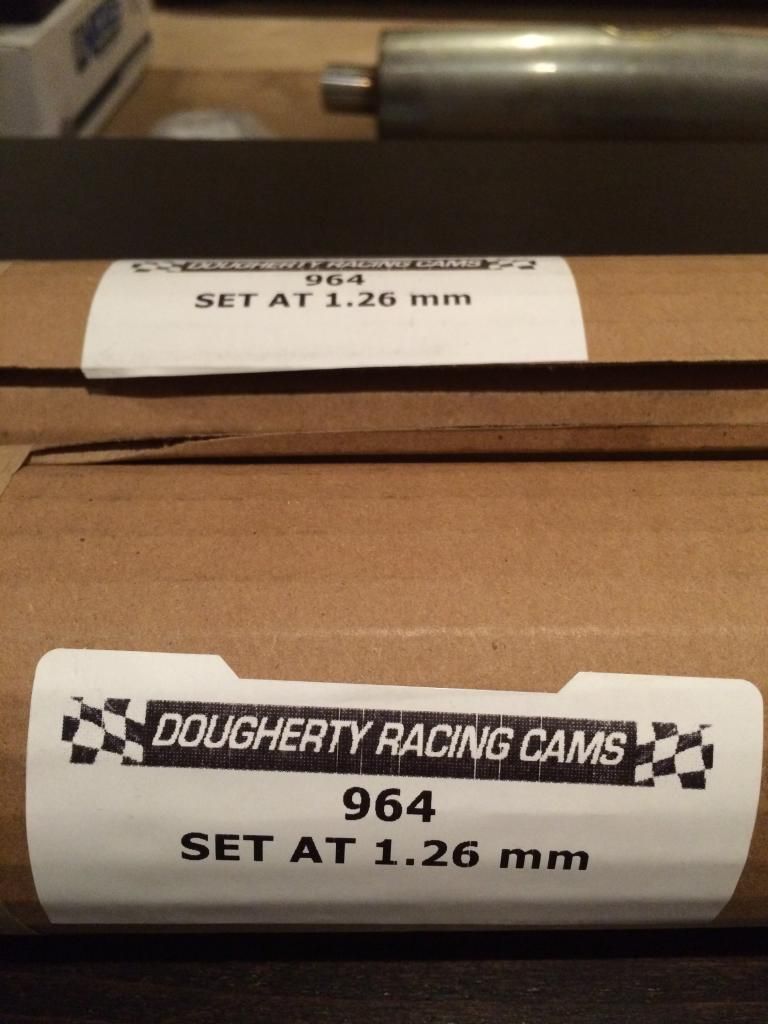 DOUGHERTY RACING CAMS
964
SET AT 1.26 mm
DOUGHERTY RACING CAMS
964
SET AT 1.26 mm